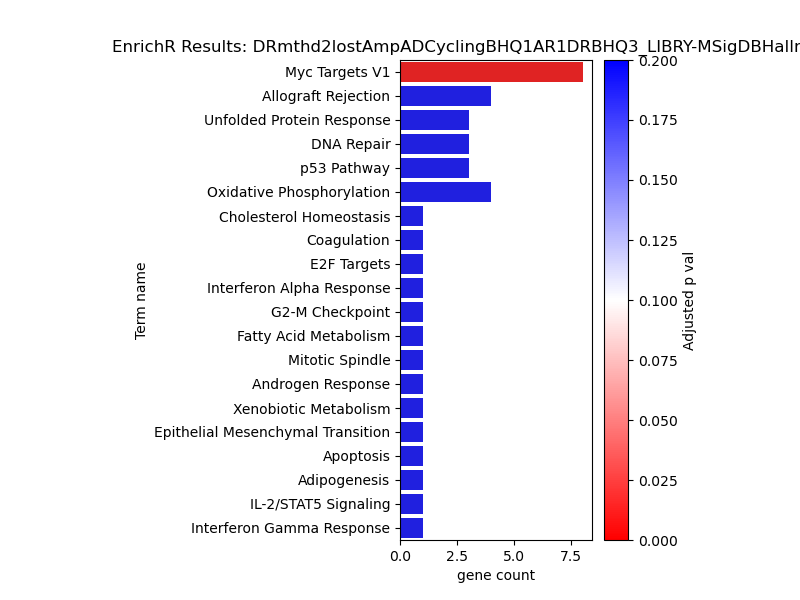 EnrichR Results: DRmthd2lostAmpADCyclingBHQ1AR1DRBHQ3_LIBRY-MSigDBHall
Myc Targets V1
Allograft Rejection
Unfolded Protein Response
DNA Repair
p53 Pathway
Oxidative Phosphorylation
Cholesterol Homeostasis
Coagulation
E2F Targets
Interferon Alpha Response
G2-M Checkpoint
Fatty Acid Metabolism
Mitotic Spindle
Androgen Response
Xenobiotic Metabolism
Epithelial Mesenchymal Transition
Apoptosis
Adipogenesis
IL-2/STAT5 Signaling
Interferon Gamma Response
Term name
0.0 2.5 5.0 7.5
gene count
0.200
0.175
0.150
0.125
0.100
0.075
0.050
0.025
0.000
Adjusted p val